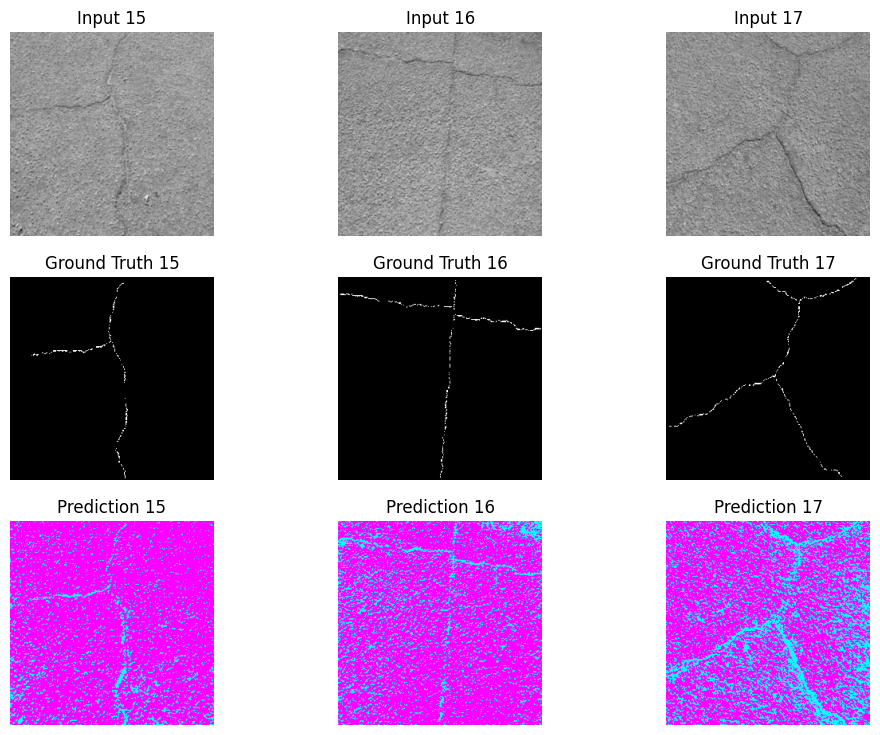 Input 15
Input 16
Input 17
Ground Truth 15
Ground Truth 16
Ground Truth 17
Prediction 15
Prediction 16
Prediction 17